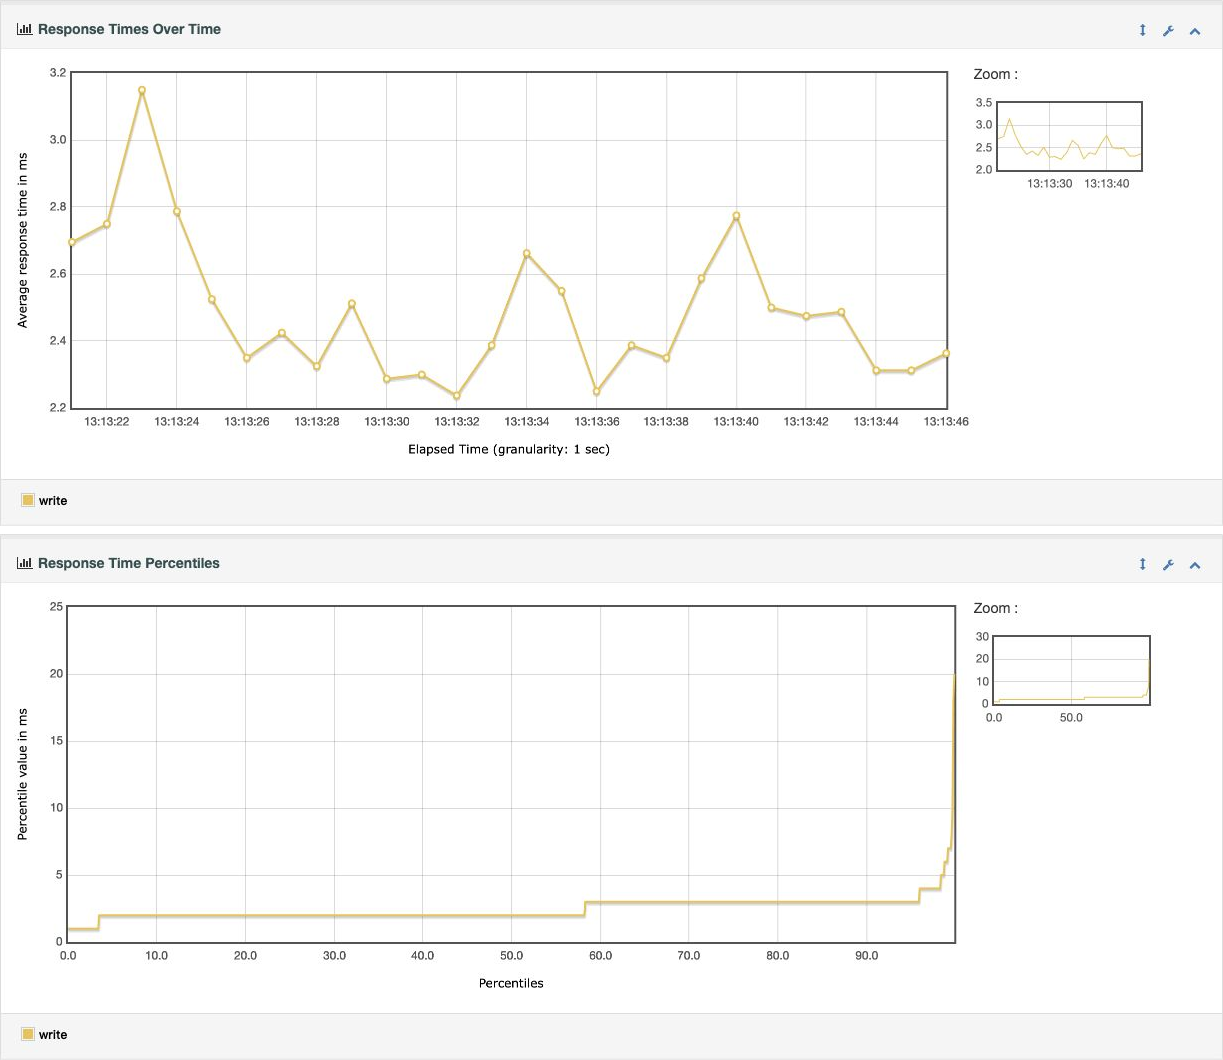 Response Times Over Time
Zoom :
3.2
3.0
2.8
2.6
2.4
2.2
Average response time in ms
13:13:22 13:13:24 13:13:26 13:13:28 13:13:30 13:13:32 13:13:34 13:13:36 13:13:38 13:13:40 13:13:42 13:13:44 13:13:46
Elapsed Time (granularity: 1 sec)
3.5
3.0
2.5
2.0
13:13:30 13:13:40
write
Response Time Percentiles
Zoom :
25
20
15
10
5
0
Percentile value in ms
0.0 10.0 20.0 30.0 40.0 50.0 60.0 70.0 80.0 90.0
Percentiles
30
20
10
0
0.0 50.0
write